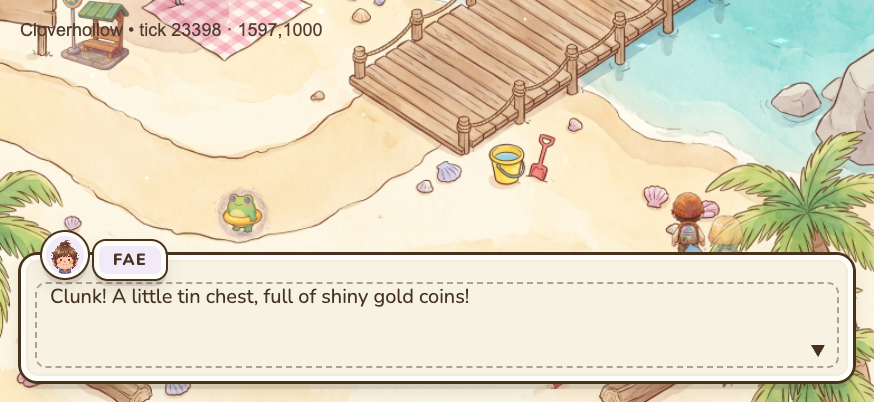 Cloverhollow • tick 23398 · 1597,1000
FAE
Clunk! A little tin chest, full of shiny gold coins!